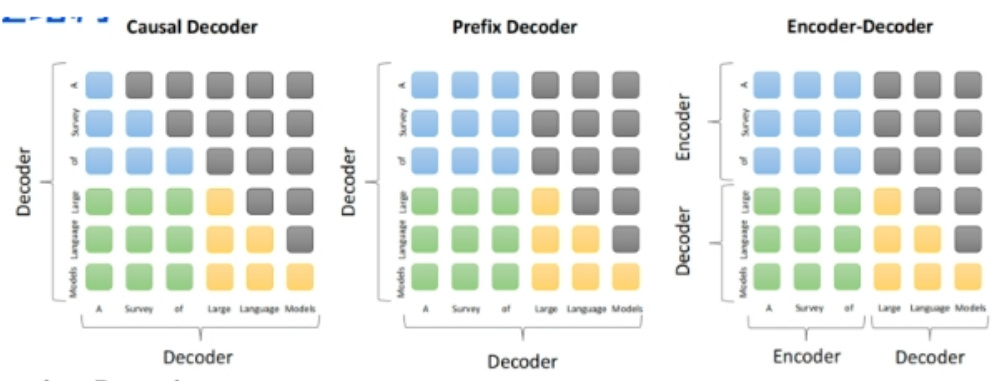 Causal Decoder
Decoder
A
Survey
of
Large
Language
Models
A Survey of Large Language Models
Decoder
Prefix Decoder
Decoder
A
Survey
of
Large
Language
Models
A Survey of Large Language Models
Decoder
Encoder-Decoder
Encoder
Decoder
A
Survey
of
Large
Language
Models
A Survey of Large Language Models
Encoder Decoder